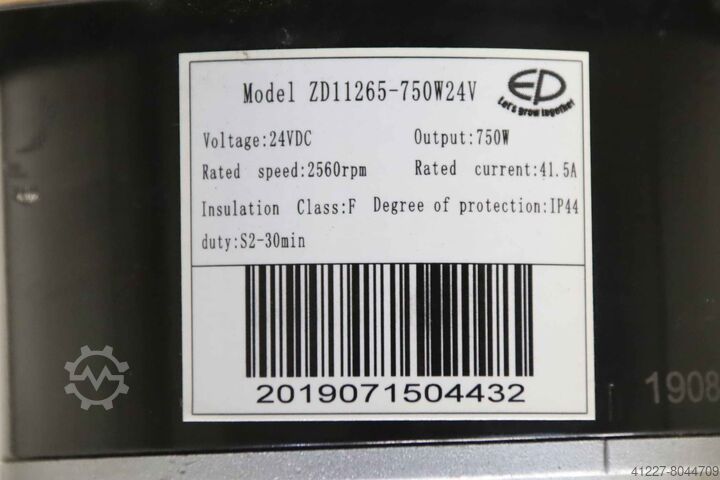 Model ZD11265-750W24V
EP
Let's grow together
Voltage:24VDC Output:750W
Rated speed:2560rpm Rated current:41.5A
Insulation Class:F Degree of protection:IP44
duty:S2-30min
2019071504432
1908
41227-8044709